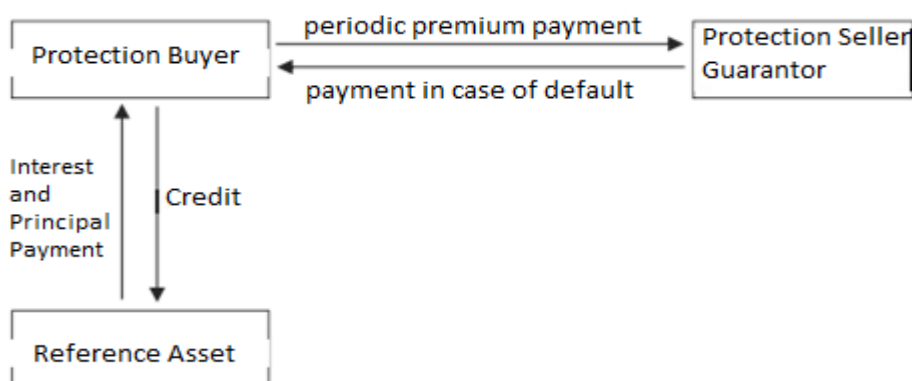 periodic premium payment
Protection Buyer
Protection Seller
Guarantor
payment in case of default
Interest
and
Principal
Payment
Credit
Reference Asset